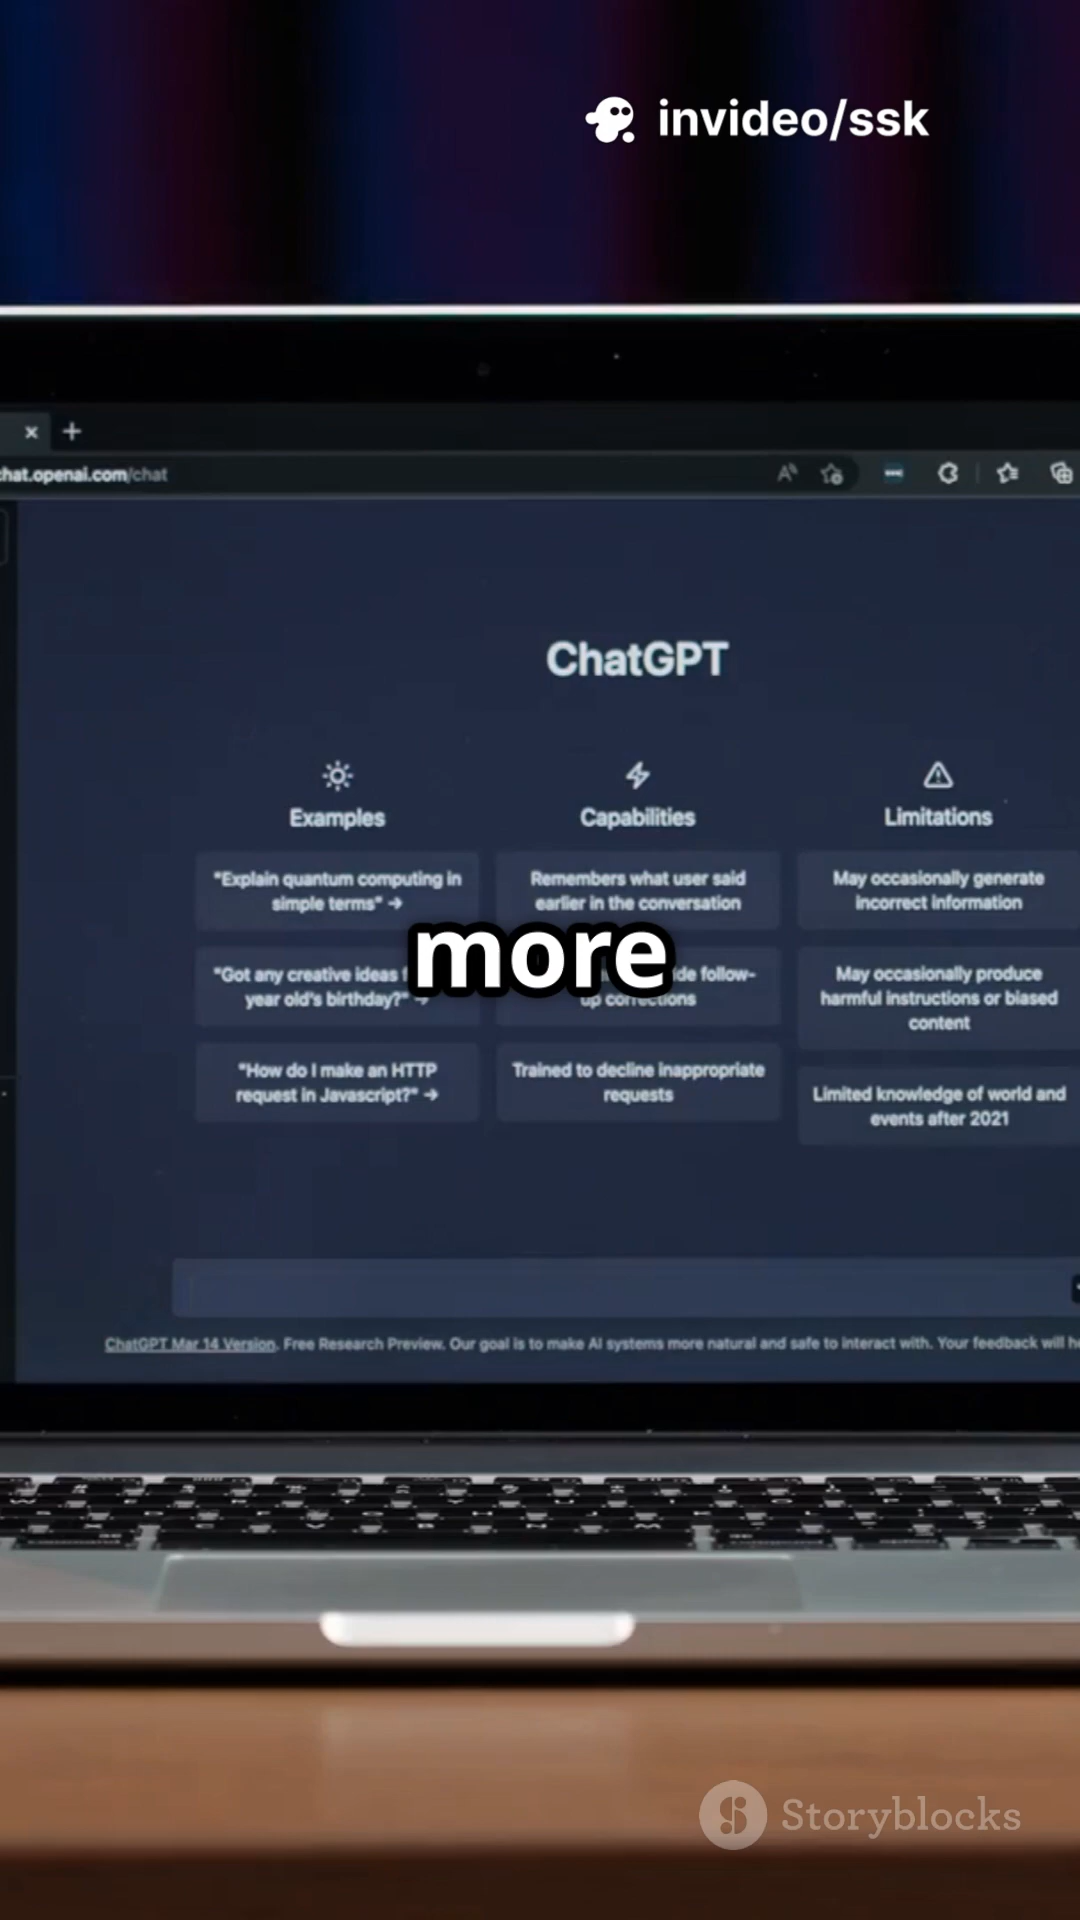 invideo/ssk
chat.openai.com/chat
ChatGPT
Examples
"Explain quantum computing in
simple terms" →
"Got any creative ideas
year old's birthday?" →
"How do I make an HTTP
request in Javascript?" →
Capabilities
Remembers what user said
earlier in the conversation
follow-
up corrections
Trained to decline inappropriate
requests
Limitations
May occasionally generate
incorrect information
May occasionally produce
harmful instructions or biased
content
Limited knowledge of world and
events after 2021
more
ChatGPT Mar 14 Version. Free Research Preview. Our goal is to make AI systems more natural and safe to interact with. Your feedback will
Storyblocks